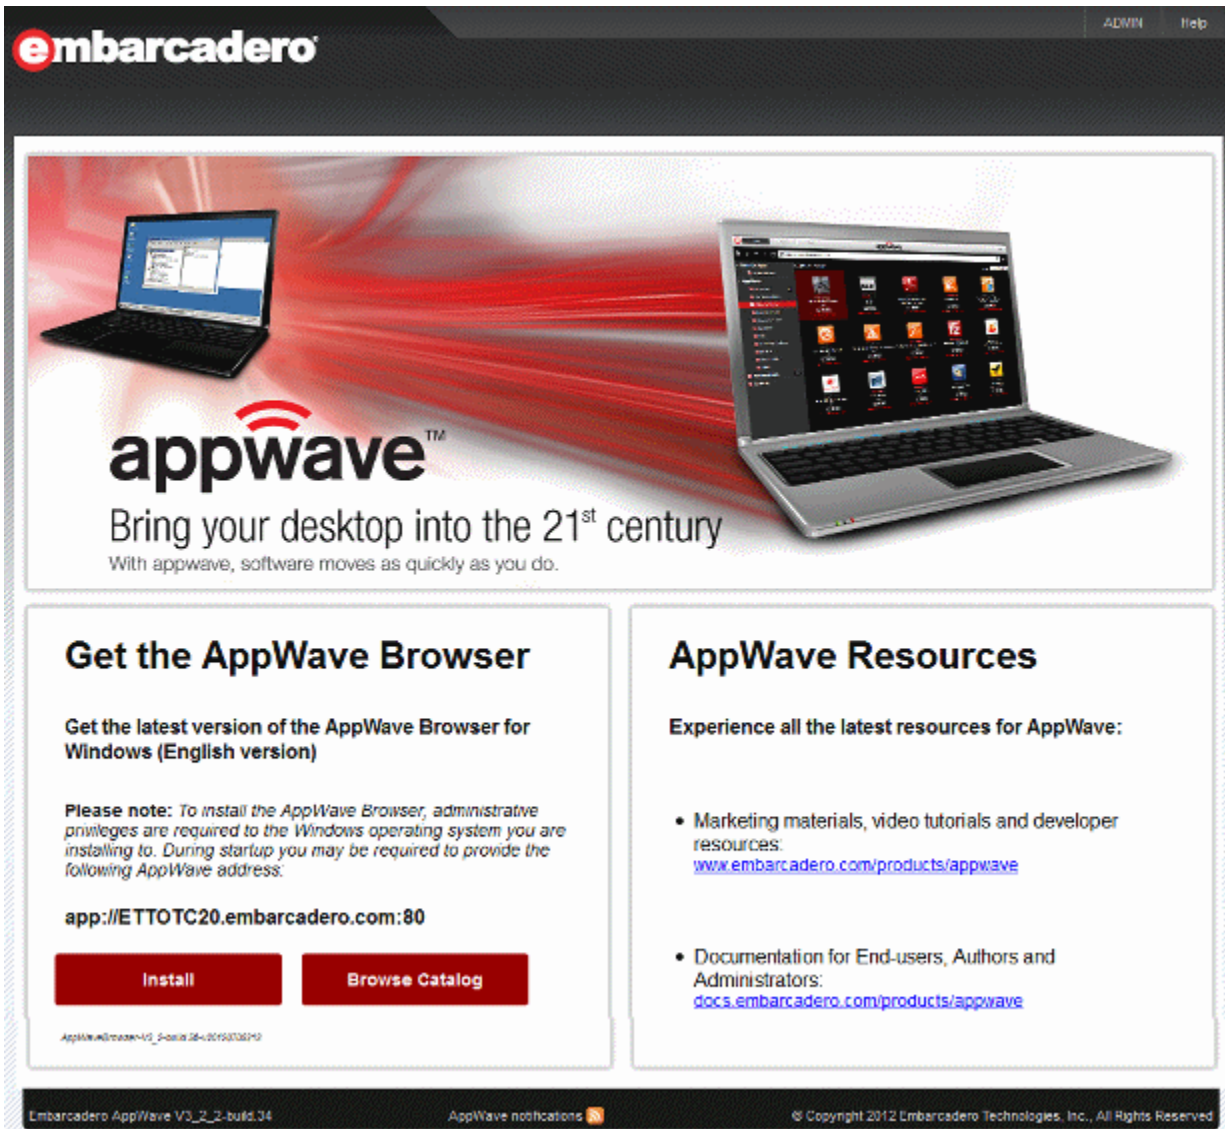 ADMIN Help
embarcadero
appwave™
Bring your desktop into the 21st century
With appwave, software moves as quickly as you do.
Get the AppWave Browser
Get the latest version of the AppWave Browser for
Windows (English version)
Please note: To install the AppWave Browser, administrative
privileges are required to the Windows operating system you are
installing to. During startup you may be required to provide the
following AppWave address:
app://ETTOTC20.embarcadero.com:80
Install
Browse Catalog
AppWave Resources
Experience all the latest resources for AppWave:
• Marketing materials, video tutorials and developer
resources:
www.embarcadero.com/products/appwave
• Documentation for End-users, Authors and
Administrators:
docs.embarcadero.com/products/appwave
Embarcadero AppWave V3_2_2-build.34
AppWave notifications
© Copyright 2012 Embarcadero Technologies, Inc., All Rights Reserved